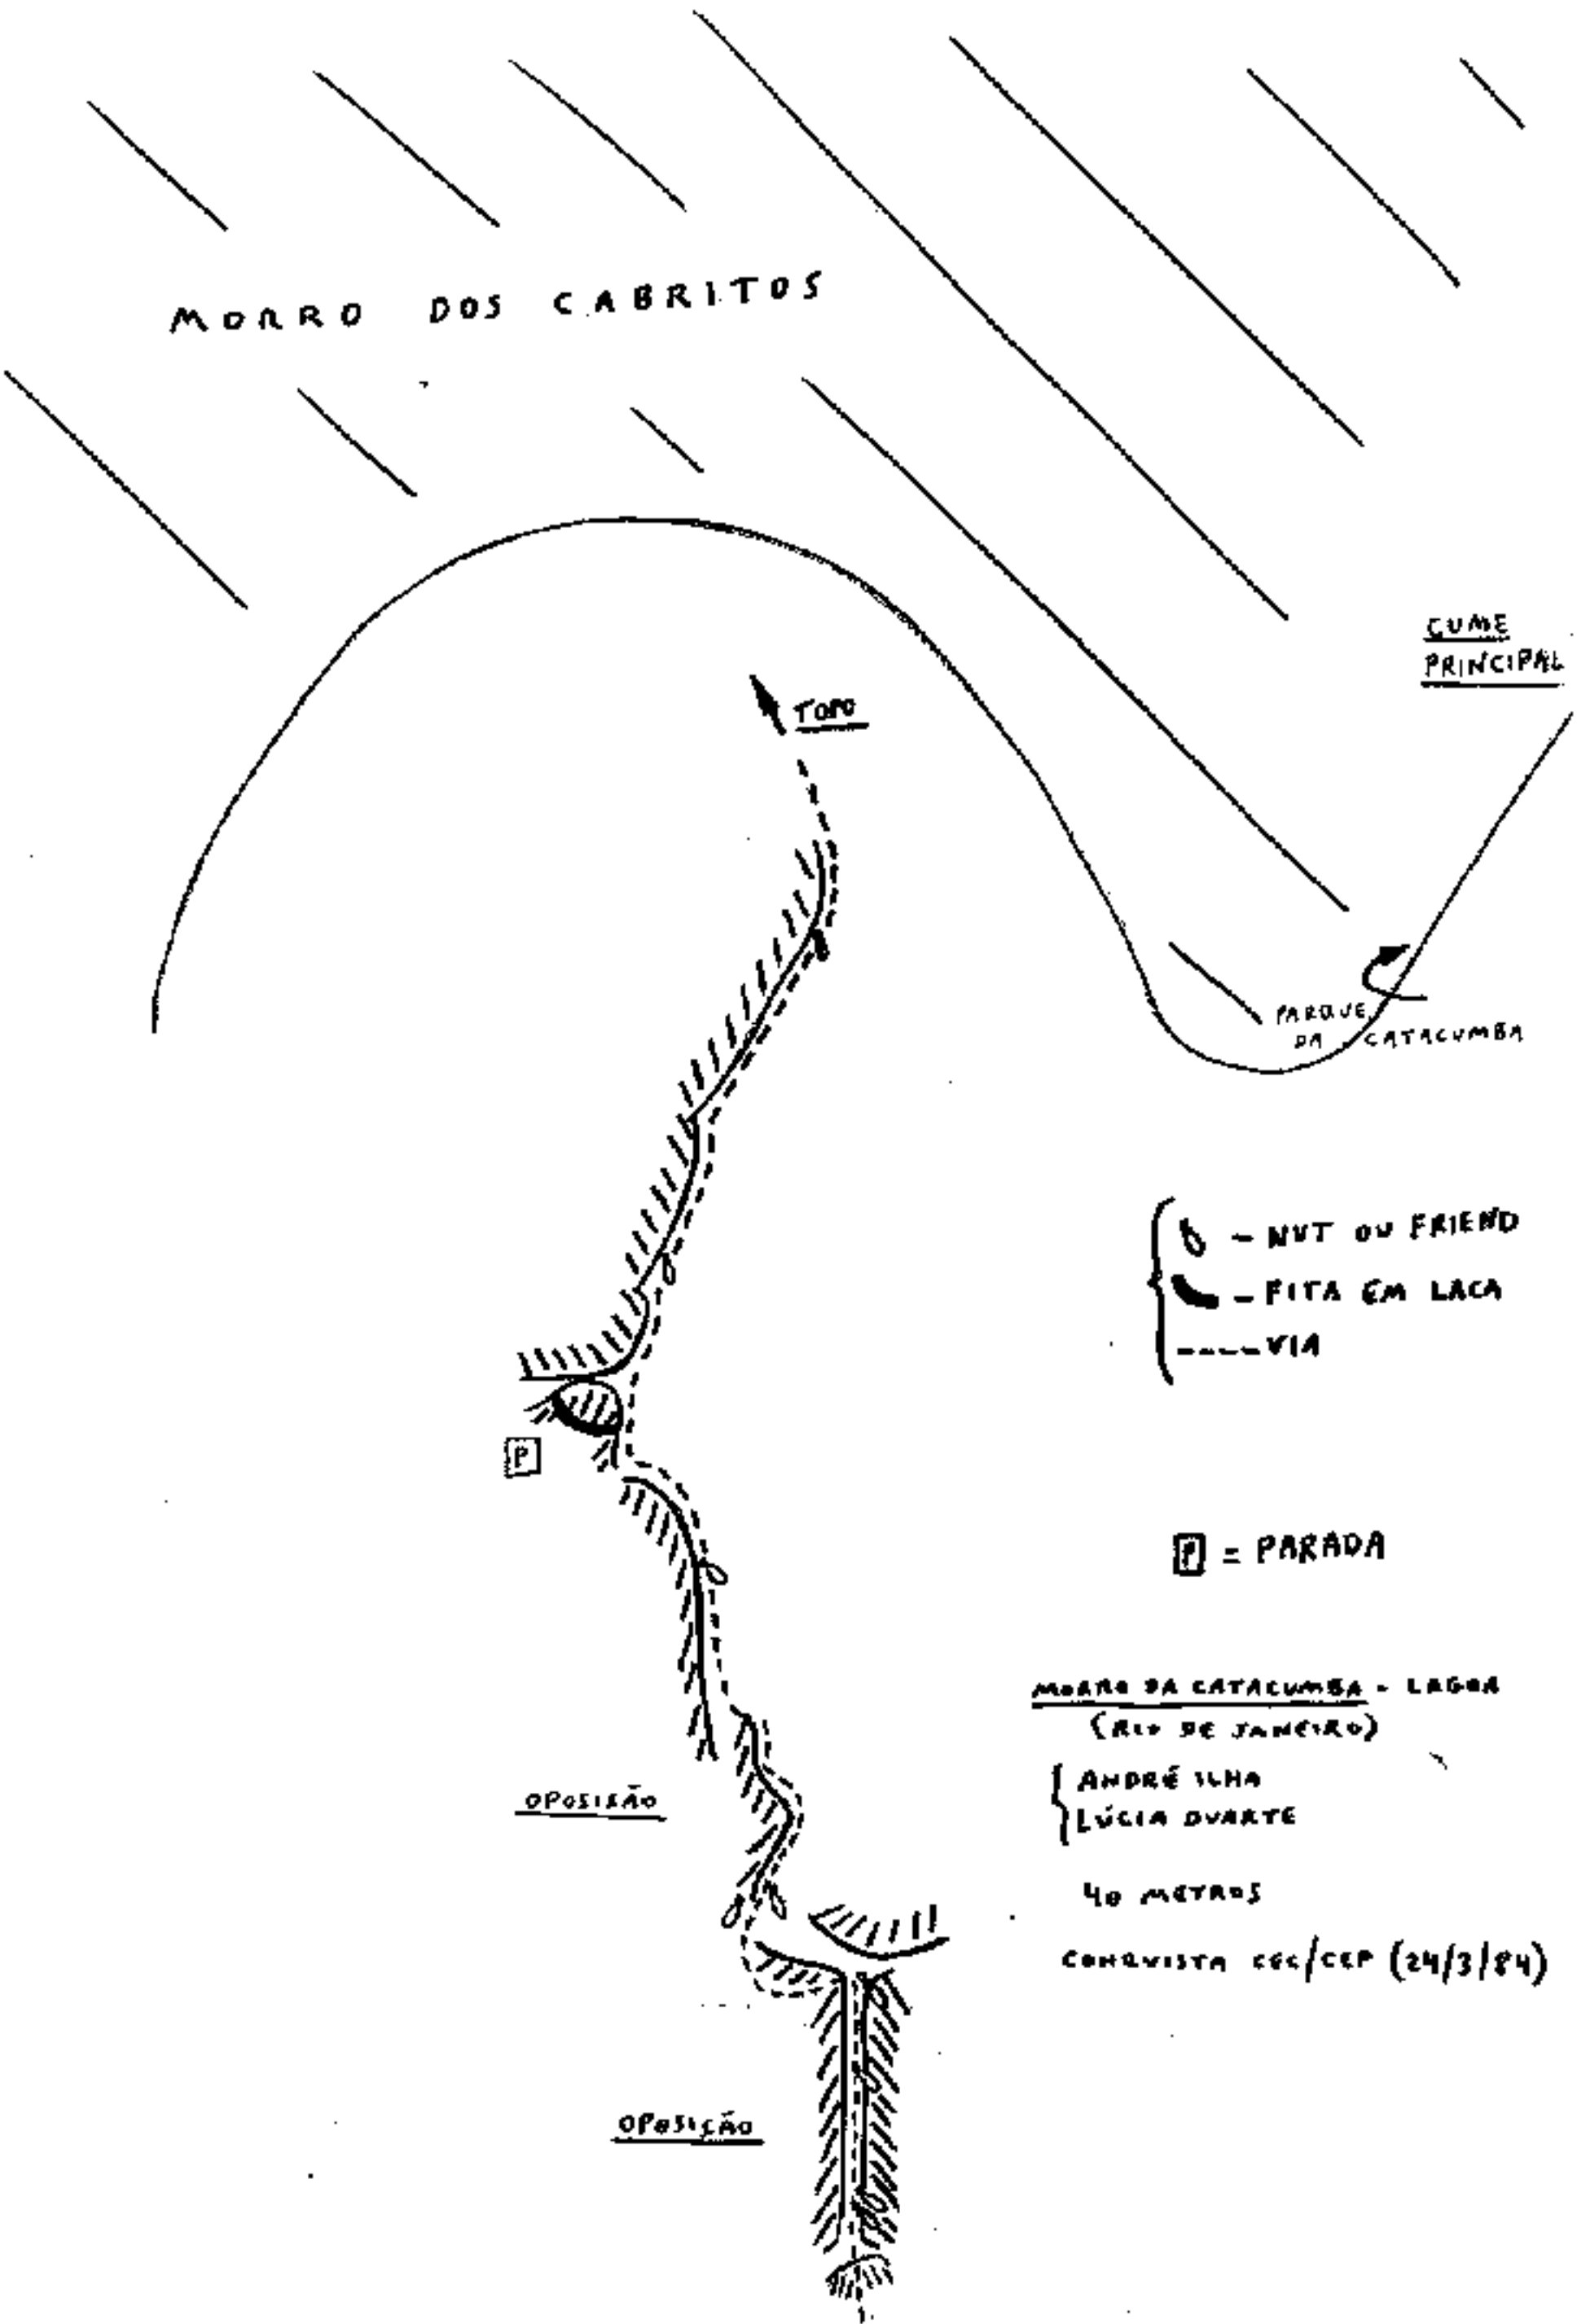 MORRO DOS CABRITOS
CUME
PRINCIPAL
TOPO
PARQUE
DA CATACUMBA
- NUT OU FRIEND
- FITA EM LACA
---- VIA
P
P = PARADA
MORRO DA CATACUMBA - LAGOA
(RIO DE JANEIRO)
OPOSIÇÃO
ANDRÉ ILHA
LÚCIA DUARTE
40 METROS
CONQUISTA CEC/CEP (24/3/84)
OPOSIÇÃO